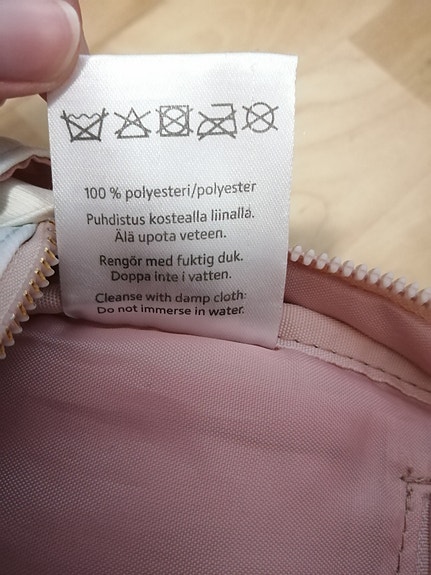 100 % polyesteri/polyester
Puhdistus kostealla liinalla.
Älä upota veteen.
Rengör med fuktig duk.
Doppa inte i vatten.
Cleanse with damp cloth.
Do not immerse in water.